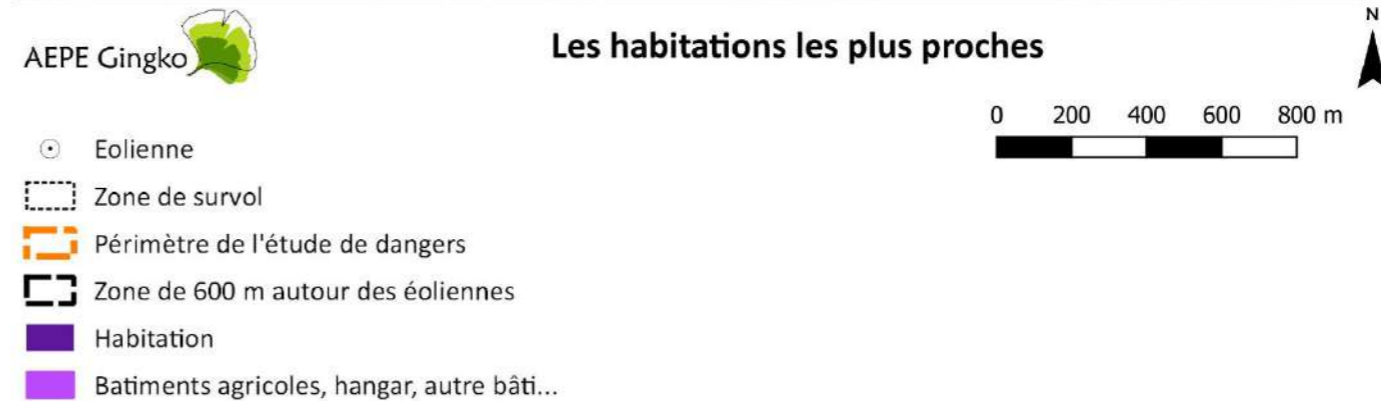 AEPE Gingko
Les habitations les plus proches
N
0 200 400 600 800 m
Eolienne
Zone de survol
Périmètre de l'étude de dangers
Zone de 600 m autour des éoliennes
Habitation
Batiments agricoles, hangar, autre bâti...